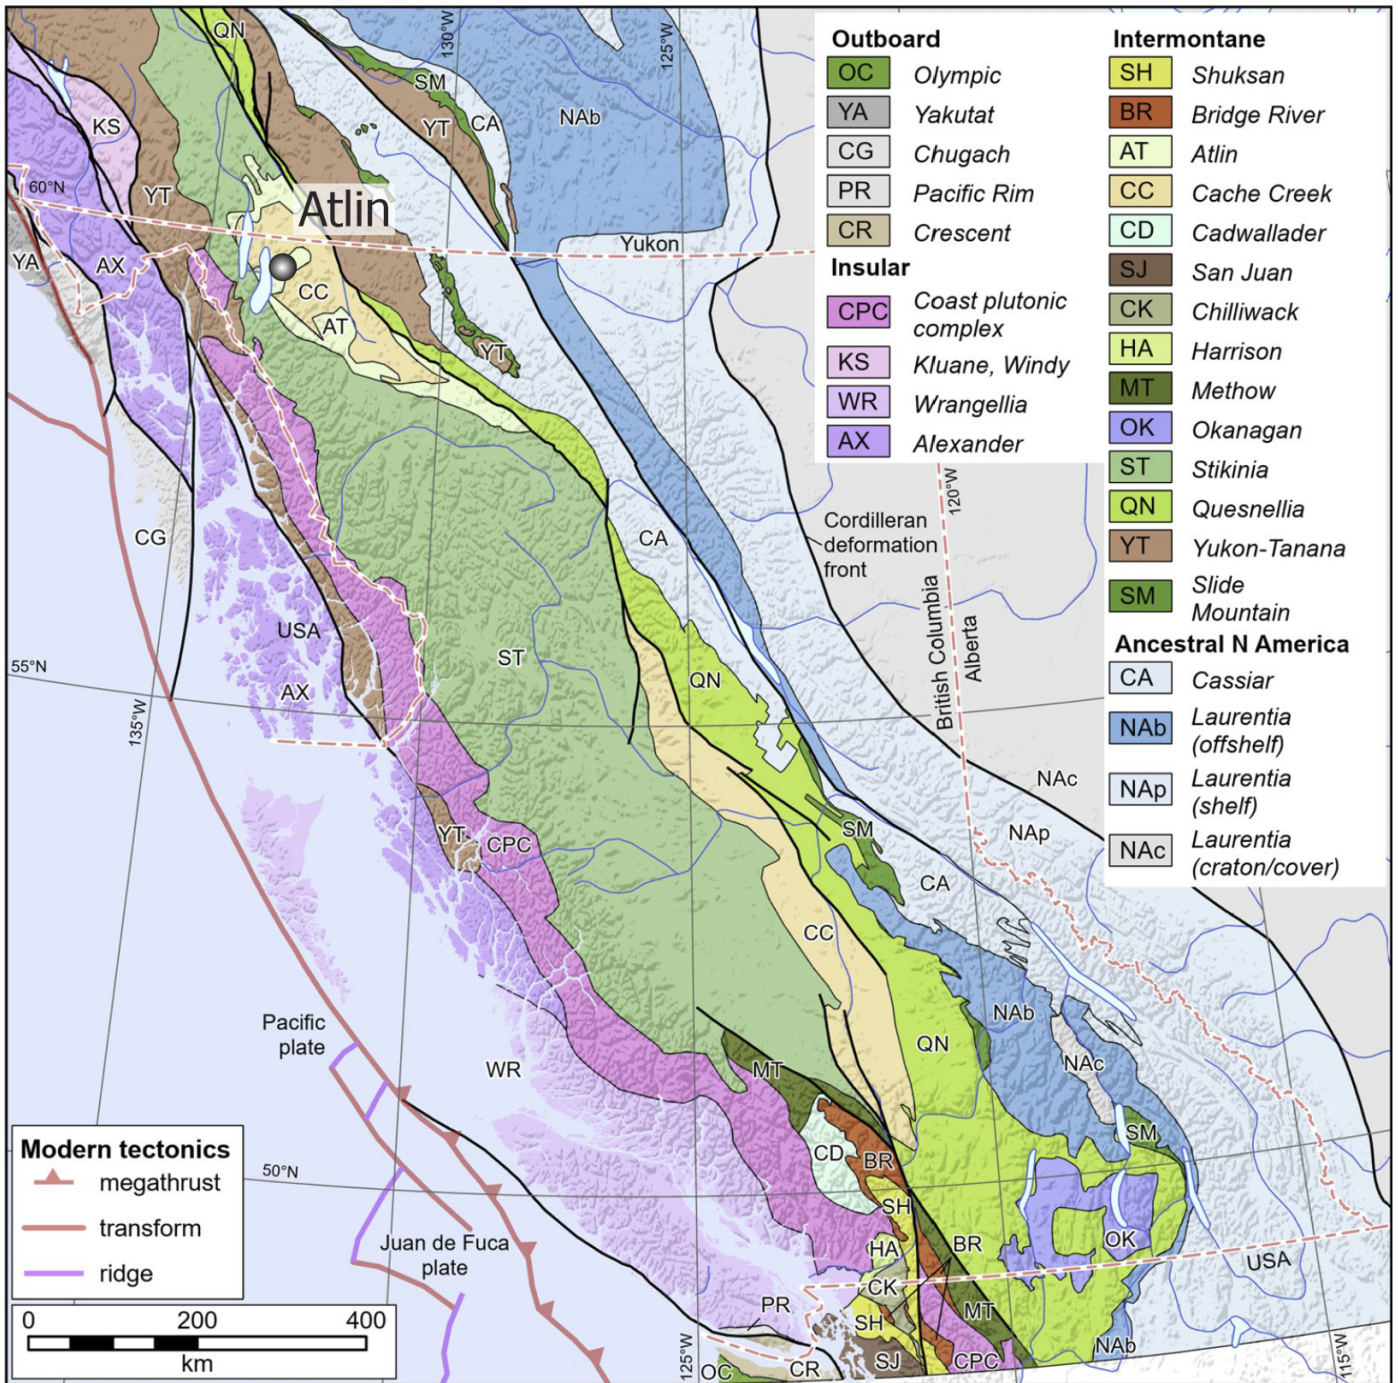 QN
130°W
125°W
SM
KS
YT
CA
NAb
YT
60°N
Atlin
Yukon
YA
AX
CC
AT
YT
CG
CA
Cordilleran
deformation
front
120°W
British Columbia
Alberta
USA
ST
55°N
QN
AX
135°W
NAc
NAp
YT
CPC
SM
CA
CC
NAb
Pacific
plate
QN
NAc
WR
MT
SM
CD
BR
50°N
SH
Juan de Fuca
plate
HA
BR
OK
USA
CK
PR
SH
MT
NAb
125°W
OC
CR
SJ
CPC
115°W
Outboard
OC Olympic
YA Yakutat
CG Chugach
PR Pacific Rim
CR Crescent
Insular
CPC Coast plutonic
complex
KS Kluane, Windy
WR Wrangellia
AX Alexander
Intermontane
SH Shuksan
BR Bridge River
AT Atlin
CC Cache Creek
CD Cadwallader
SJ San Juan
CK Chilliwack
HA Harrison
MT Methow
OK Okanagan
ST Stikinia
QN Quesnellia
YT Yukon-Tanana
SM Slide
Mountain
Ancestral N America
CA Cassiar
NAb Laurentia
(offshelf)
NAp Laurentia
(shelf)
NAc Laurentia
(craton/cover)
Modern tectonics
megathrust
transform
ridge
0 200 400
km